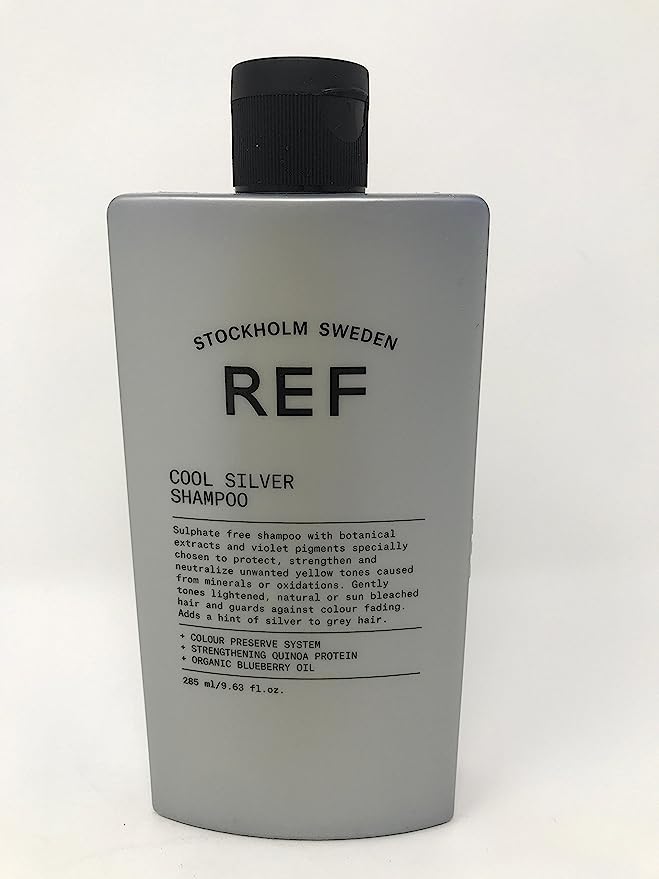 STOCKHOLM SWEDEN
REF
COOL SILVER
SHAMPOO
Sulphate free shampoo with botanical
extracts and violet pigments specially
chosen to protect, strengthen and
neutralize unwanted yellow tones caused
from minerals or oxidations. Gently
tones lightened, natural or sun bleached
hair and guards against colour fading.
Adds a hint of silver to grey hair.
+ COLOUR PRESERVE SYSTEM
+ STRENGTHENING QUINOA PROTEIN
+ ORGANIC BLUEBERRY OIL
285 ml/9.63 fl.oz.